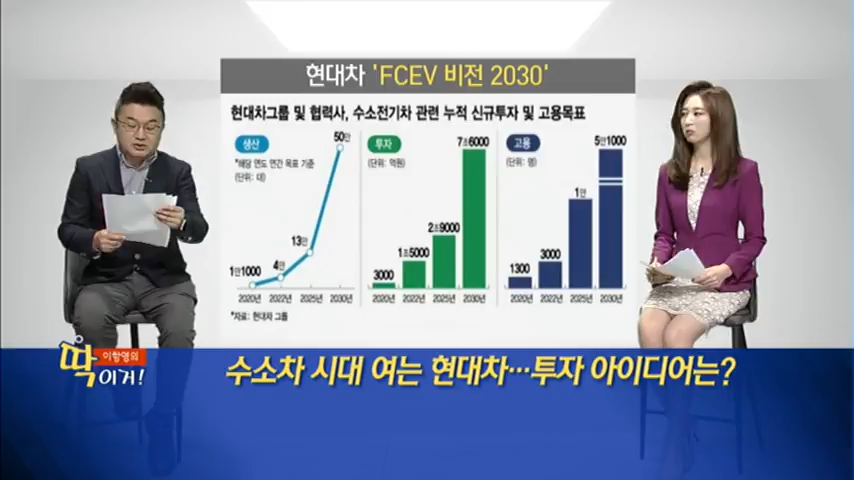 현대차 'FCEV 비전 2030'
현대차그룹 및 협력사, 수소전기차 관련 누적 신규투자 및 고용목표
생산
*해당 연도 연간 목표 기준
(단위: 대)
1만1000
4만
13만
50만
2020년 2022년 2025년 2030년
*자료: 현대차 그룹
투자
(단위: 억원)
3000
1조5000
2조9000
7조6000
2020년 2022년 2025년 2030년
고용
(단위: 명)
1300
3000
1만
5만1000
2020년 2022년 2025년 2030년
이항영의
딱
이거!
수소차 시대 여는 현대차…투자 아이디어는?